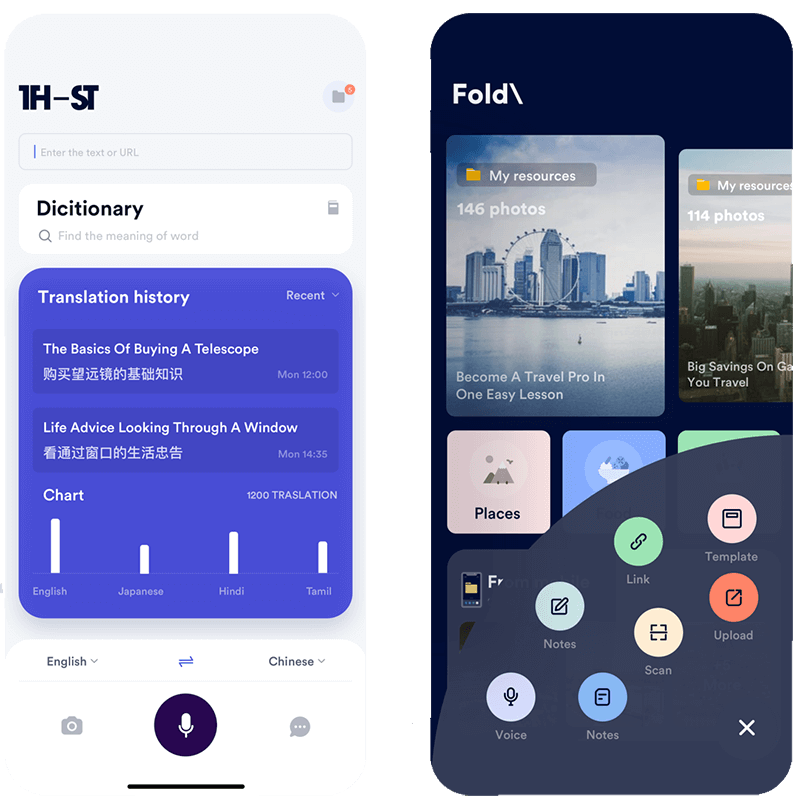 1H–ST
5
Enter the text or URL
Dicitionary
Find the meaning of word
Translation history
Recent
The Basics Of Buying A Telescope
购买望远镜的基础知识
Mon 12:00
Life Advice Looking Through A Window
看通过窗口的生活忠告
Mon 14:35
Chart
1200 TRASLATION
English
Japanese
Hindi
Tamil
English
Chinese
Fold\
My resources
146 photos
Become A Travel Pro In
One Easy Lesson
My resources
114 photos
Big Savings On Ga
You Travel
Places
Food
Template
Link
Upload
Notes
Scan
Voice
Notes